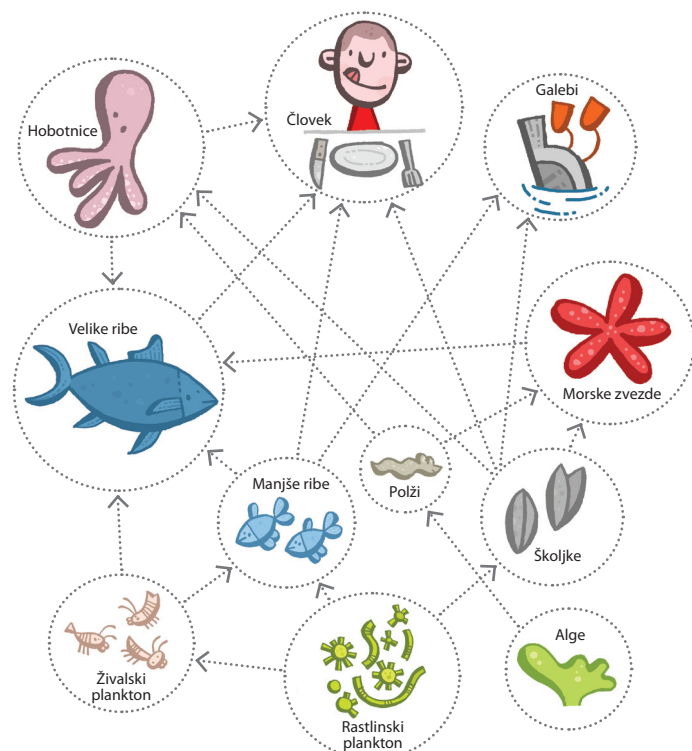 Hobotnice
Človek
Galebi
Velike ribe
Morske zvezde
Manjše ribe
Polži
Školjke
Živalski
plankton
Rastlinski
plankton
Alge